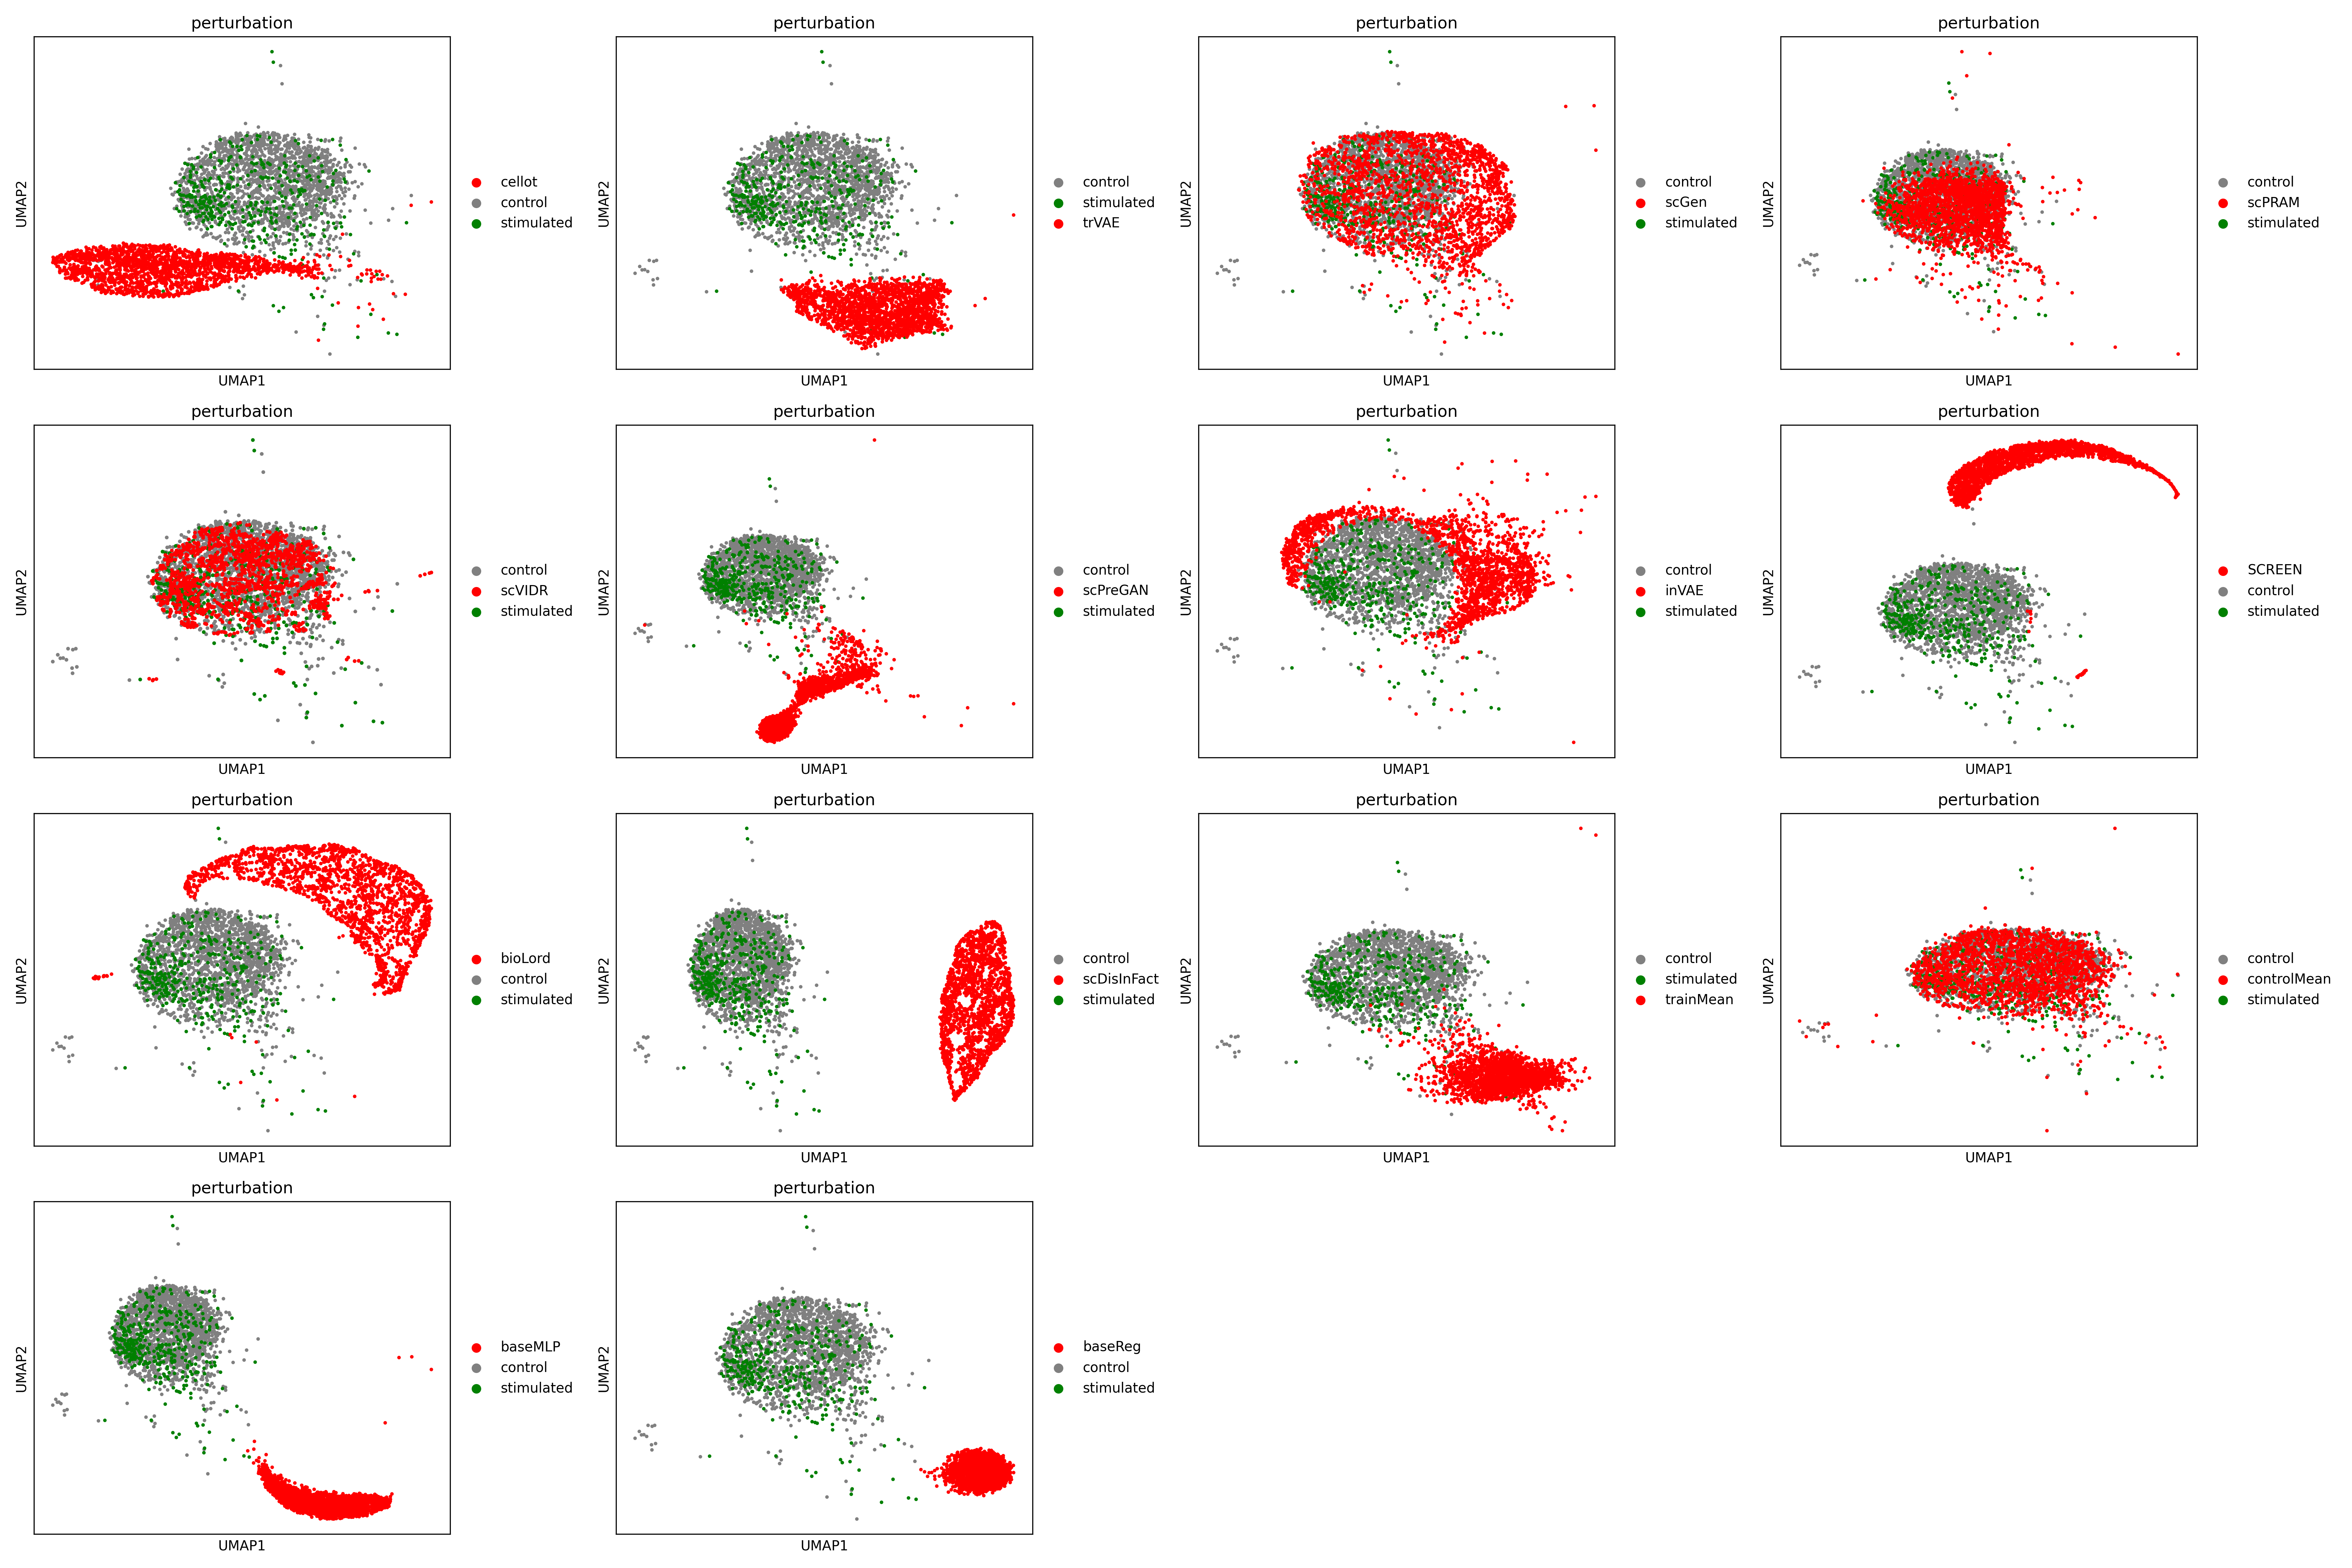 perturbation
UMAP2
cellot
control
stimulated
UMAP1
perturbation
UMAP2
control
stimulated
trVAE
UMAP1
perturbation
UMAP2
control
scGen
stimulated
UMAP1
perturbation
UMAP2
control
scPRAM
stimulated
UMAP1
perturbation
UMAP2
control
scVIDR
stimulated
UMAP1
perturbation
UMAP2
control
scPreGAN
stimulated
UMAP1
perturbation
UMAP2
control
inVAE
stimulated
UMAP1
perturbation
UMAP2
SCREEN
control
stimulated
UMAP1
perturbation
UMAP2
bioLord
control
stimulated
UMAP1
perturbation
UMAP2
control
scDisInFact
stimulated
UMAP1
perturbation
UMAP2
control
stimulated
trainMean
UMAP1
perturbation
UMAP2
control
controlMean
stimulated
UMAP1
perturbation
UMAP2
baseMLP
control
stimulated
UMAP1
perturbation
UMAP2
baseReg
control
stimulated
UMAP1